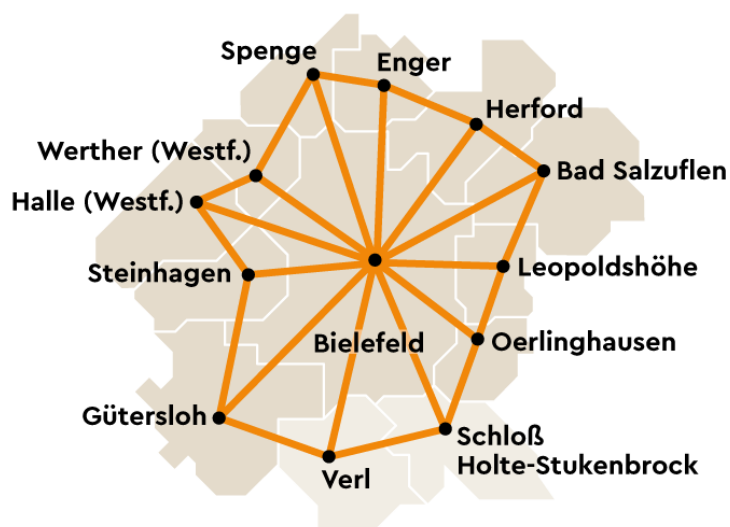 Spenge
Enger
Herford
Werther (Westf.)
Bad Salzuflen
Halle (Westf.)
Steinhagen
Leopoldshöhe
Bielefeld
Oerlinghausen
Gütersloh
Schloß
Holte-Stukenbrock
Verl